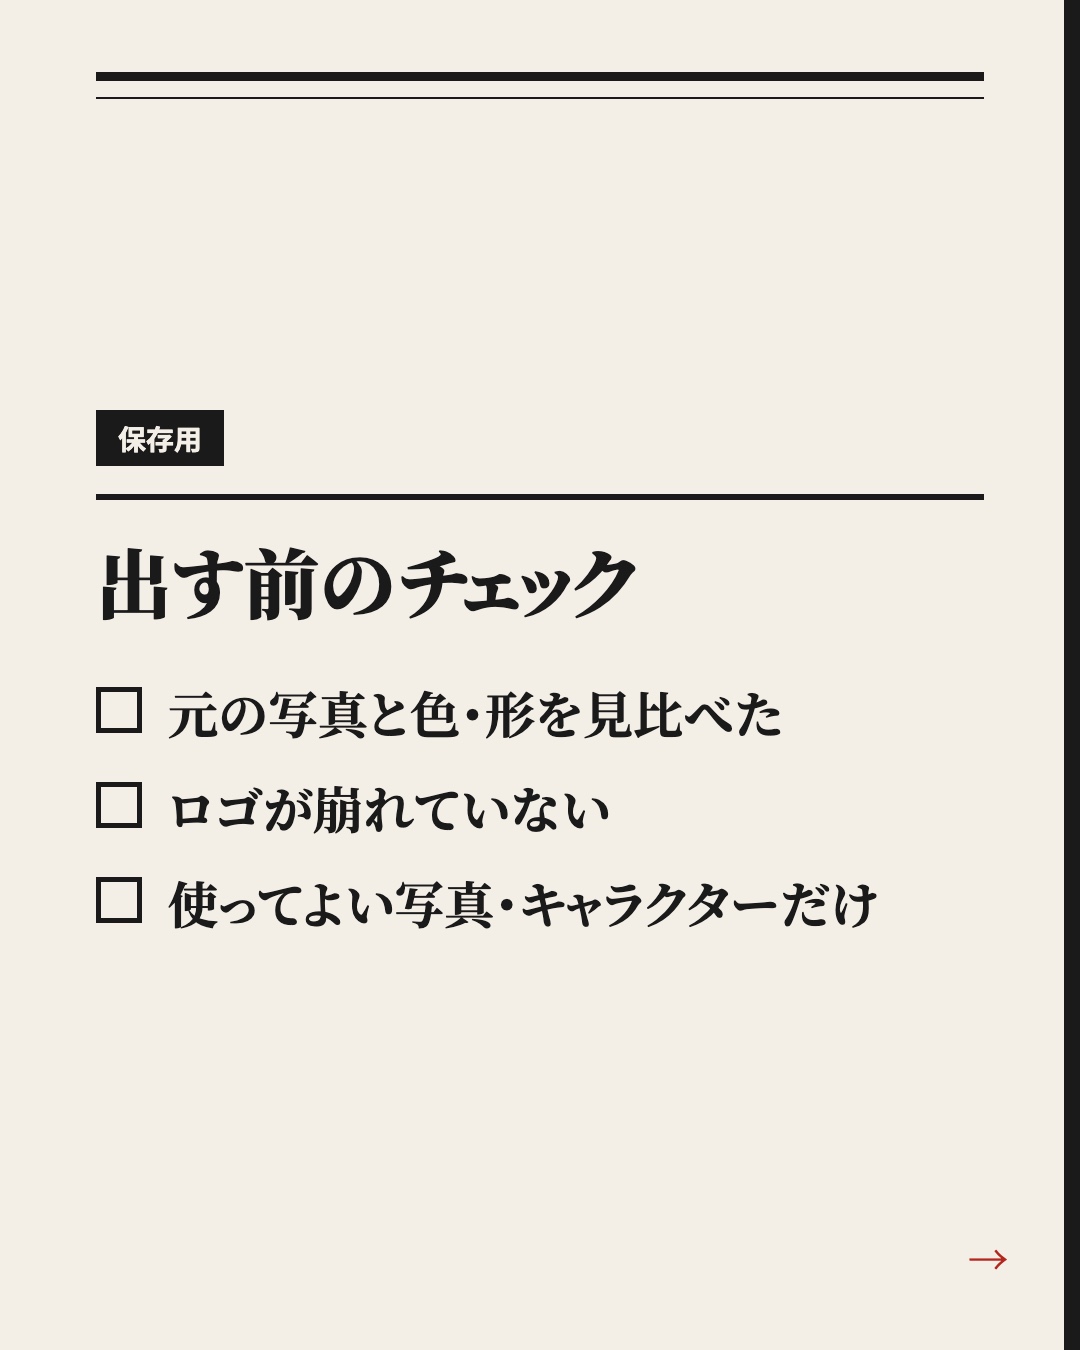 保存用
出す前のチェック
□ 元の写真と色・形を見比べた
□ ロゴが崩れていない
□ 使ってよい写真・キャラクターだけ
→